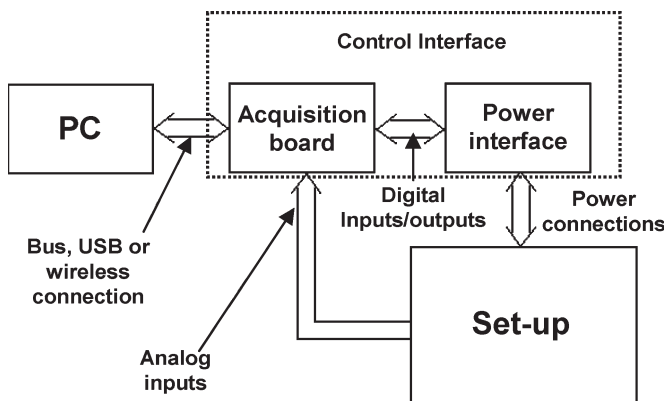 Control Interface
PC
Acquisition
board
Power
interface
Digital
Inputs/outputs
Power
connections
Bus, USB or
wireless
connection
Set-up
Analog
inputs